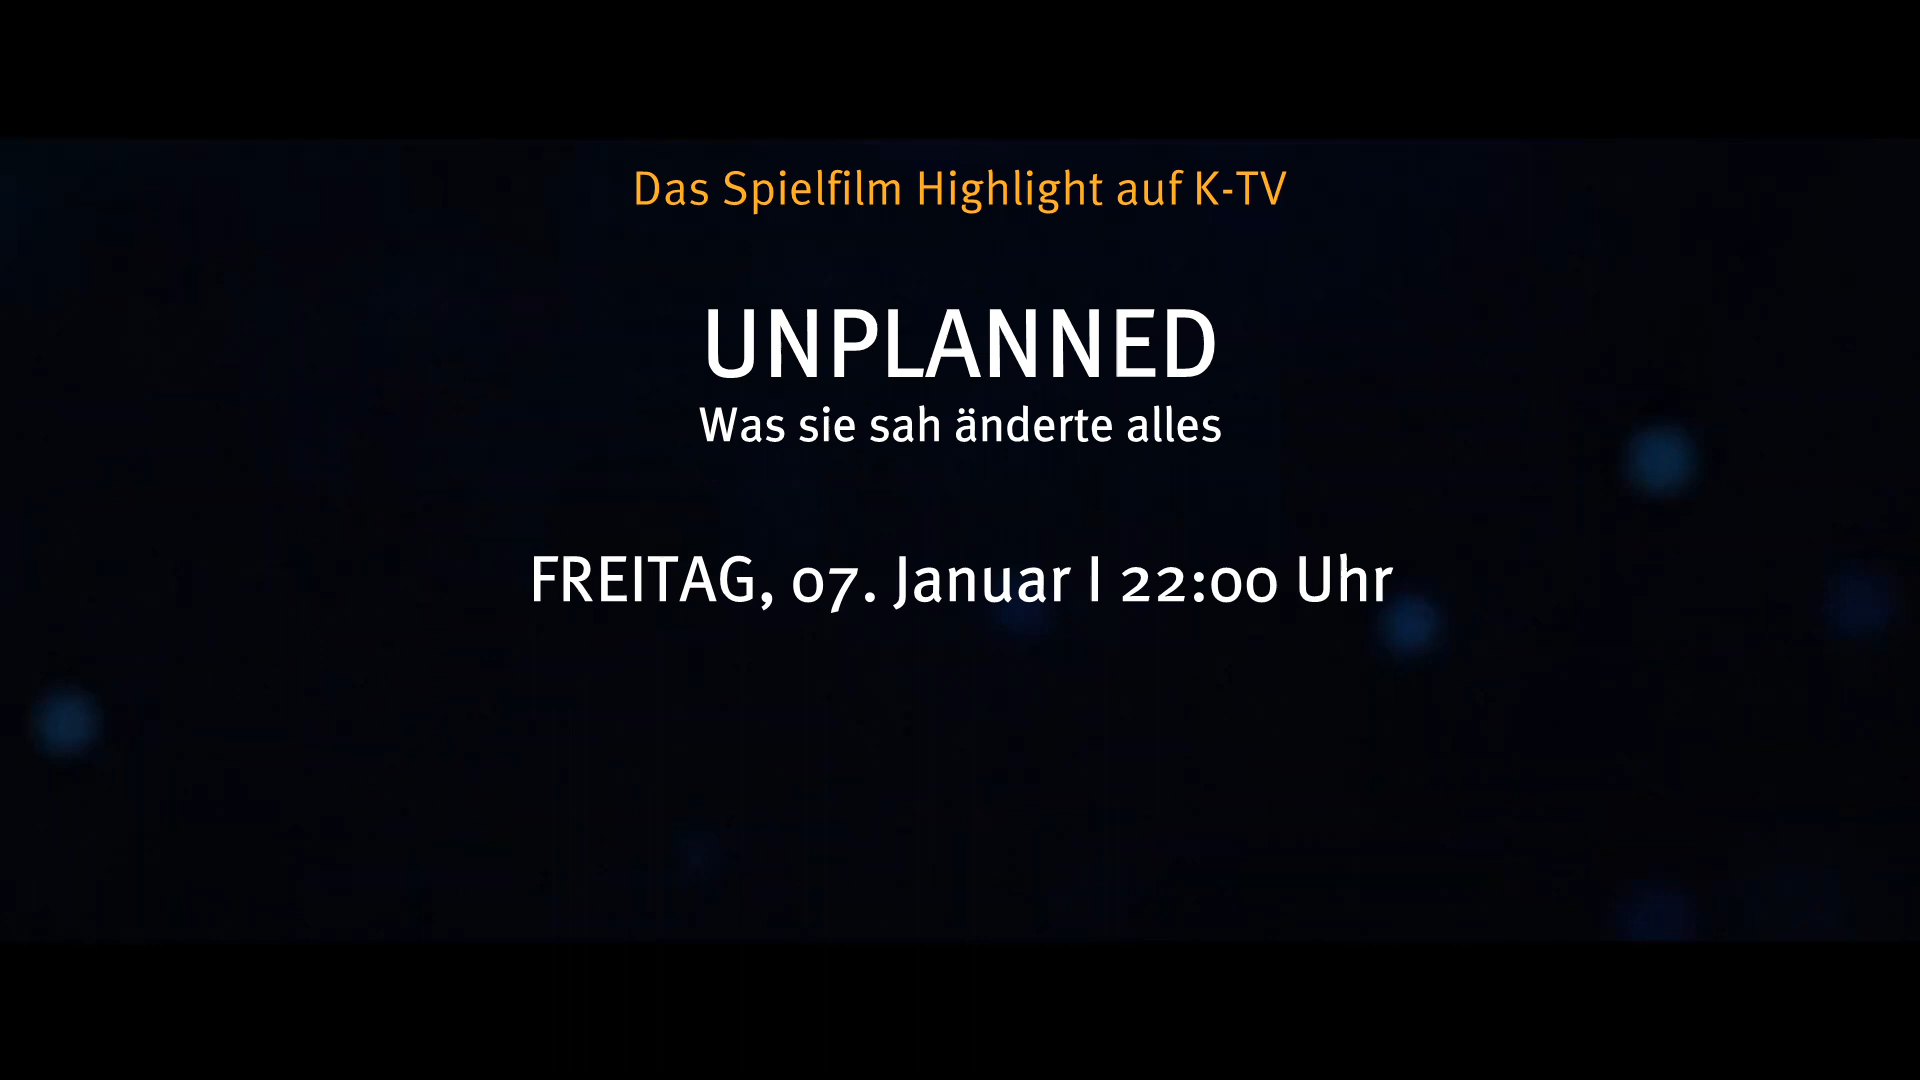 Das Spielfilm Highlight auf K-TV
UNPLANNED
Was sie sah änderte alles
FREITAG, 07. Januar I 22:00 Uhr